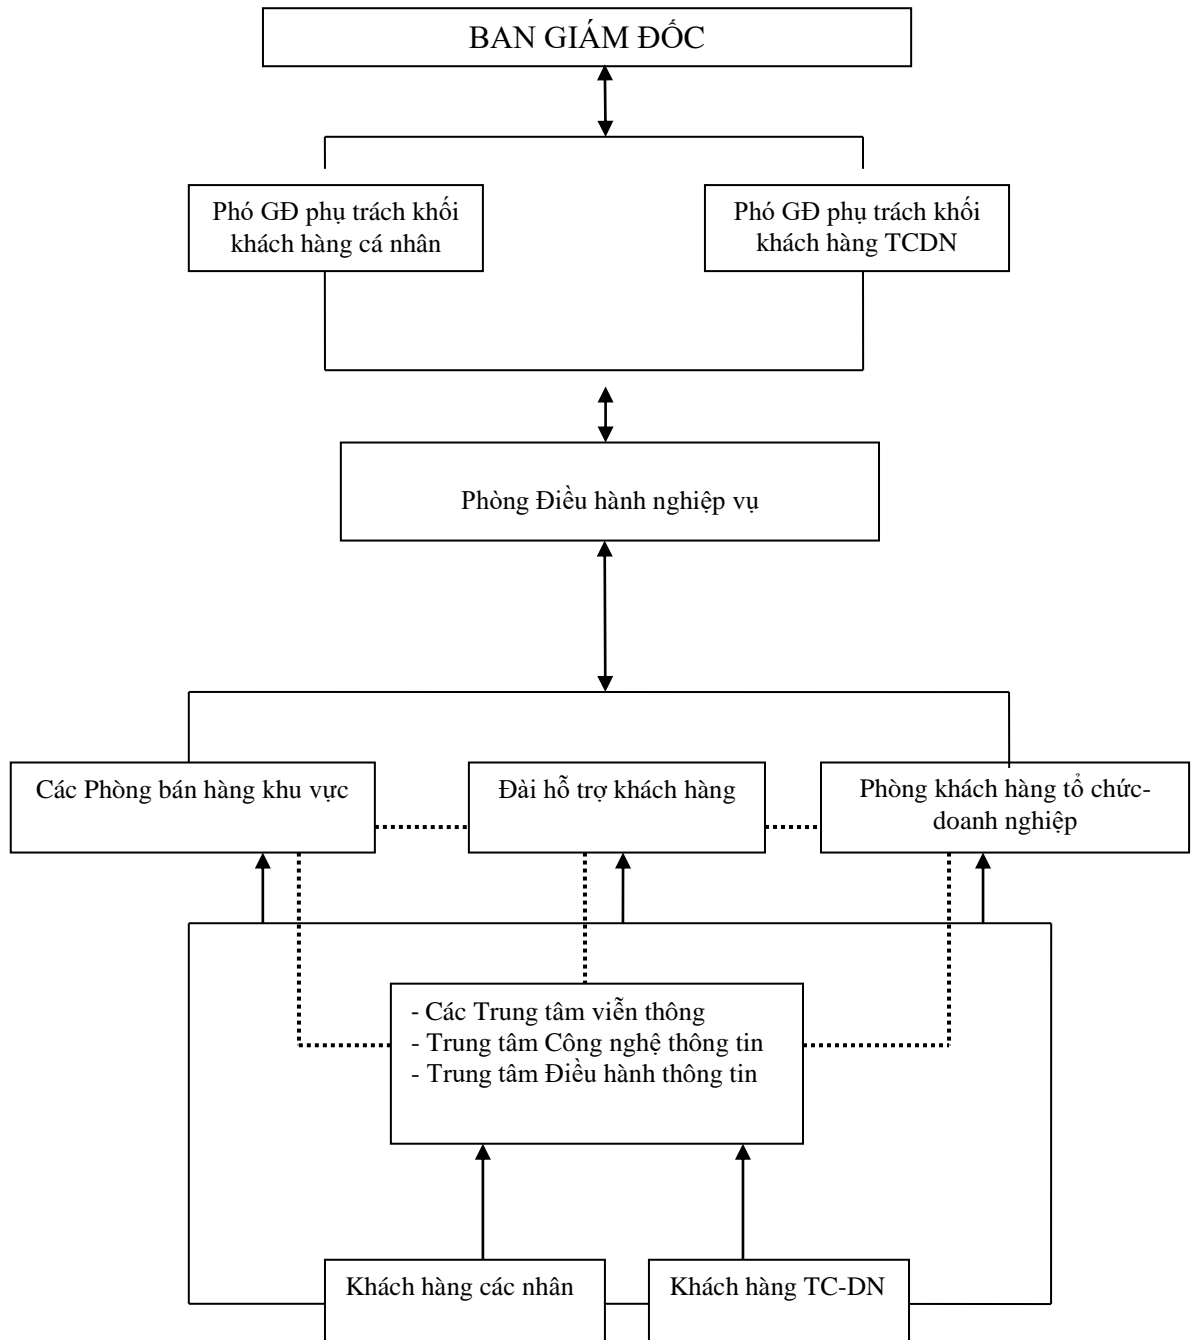 BAN GIÁM ĐỐC
Phó GĐ phụ trách khối
khách hàng cá nhân
Phó GĐ phụ trách khối
khách hàng TCDN
Phòng Điều hành nghiệp vụ
Các Phòng bán hàng khu vực
Đài hỗ trợ khách hàng
Phòng khách hàng tổ chức-
doanh nghiệp
- Các Trung tâm viễn thông
- Trung tâm Công nghệ thông tin
- Trung tâm Điều hành thông tin
Khách hàng các nhân
Khách hàng TC-DN